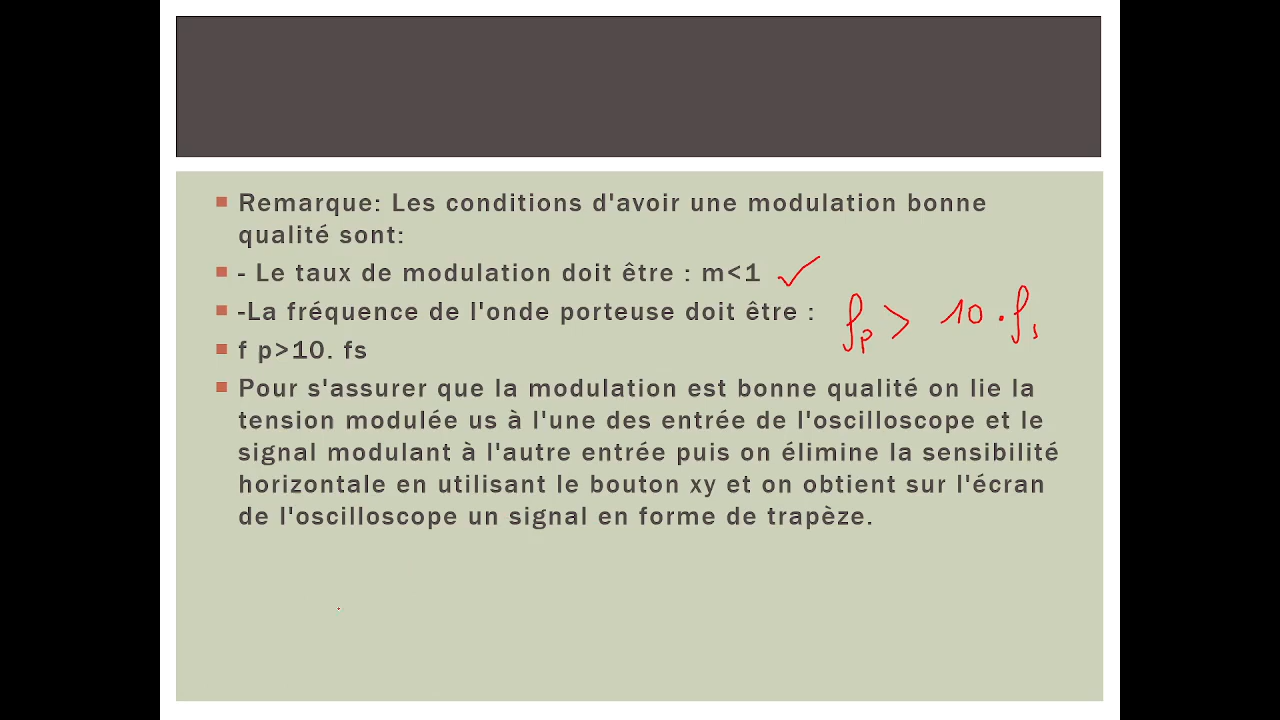 Remarque: Les conditions d'avoir une modulation bonne
qualité sont:
- Le taux de modulation doit être : m<1
-La fréquence de l'onde porteuse doit être :
fp > 10 . fs
f p>10. fs
Pour s'assurer que la modulation est bonne qualité on lie la
tension modulée us à l'une des entrée de l'oscilloscope et le
signal modulant à l'autre entrée puis on élimine la sensibilité
horizontale en utilisant le bouton xy et on obtient sur l'écran
de l'oscilloscope un signal en forme de trapèze.